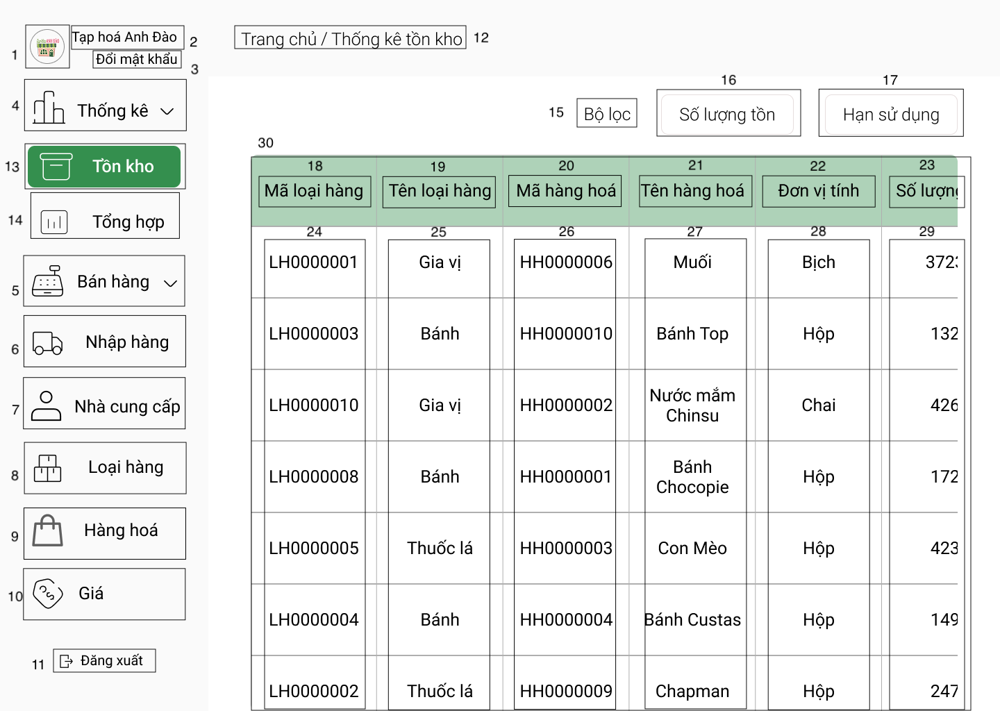 1
Tạp hoá Anh Đào
2
Đổi mật khẩu
3
Trang chủ / Thống kê tồn kho
12
4
Thống kê
13
Tồn kho
14
Tổng hợp
5
Bán hàng
6
Nhập hàng
7
Nhà cung cấp
8
Loại hàng
9
Hàng hoá
10
Giá
11
Đăng xuất
15
Bộ lọc
16
Số lượng tồn
17
Hạn sử dụng
30
18 19 20 21 22 23
Mã loại hàng Tên loại hàng Mã hàng hoá Tên hàng hoá Đơn vị tính Số lượng
24 25 26 27 28 29
LH0000001 Gia vị HH0000006 Muối Bịch 3723
LH0000003 Bánh HH0000010 Bánh Top Hộp 132
LH0000010 Gia vị HH0000002 Nước mắm Chinsu Chai 426
LH0000008 Bánh HH0000001 Bánh Chocopie Hộp 172
LH0000005 Thuốc lá HH0000003 Con Mèo Hộp 423
LH0000004 Bánh HH0000004 Bánh Custas Hộp 149
LH0000002 Thuốc lá HH0000009 Chapman Hộp 247